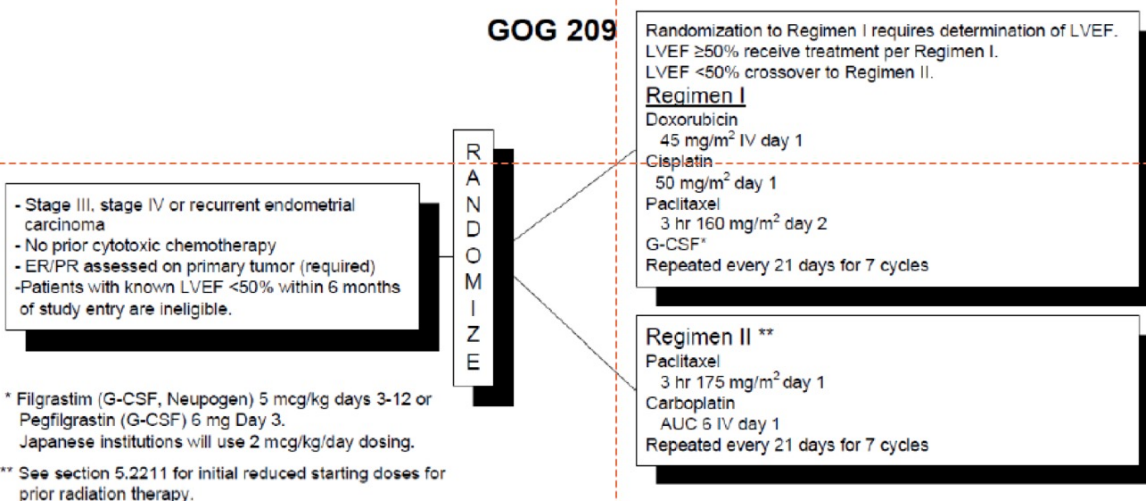 GOG 209
- Stage III, stage IV or recurrent endometrial
carcinoma
- No prior cytotoxic chemotherapy
- ER/PR assessed on primary tumor (required)
-Patients with known LVEF <50% within 6 months
of study entry are ineligible.
R
A
N
D
O
M
I
Z
E
Randomization to Regimen I requires determination of LVEF.
LVEF ≥50% receive treatment per Regimen I.
LVEF <50% crossover to Regimen II.
Regimen I
Doxorubicin
45 mg/m² IV day 1
Cisplatin
50 mg/m² day 1
Paclitaxel
3 hr 160 mg/m² day 2
G-CSF*
Repeated every 21 days for 7 cycles
Regimen II **
Paclitaxel
3 hr 175 mg/m² day 1
Carboplatin
AUC 6 IV day 1
Repeated every 21 days for 7 cycles
* Filgrastim (G-CSF, Neupogen) 5 mcg/kg days 3-12 or
Pegfilgrastin (G-CSF) 6 mg Day 3.
Japanese institutions will use 2 mcg/kg/day dosing.
** See section 5.2211 for initial reduced starting doses for
prior radiation therapy.